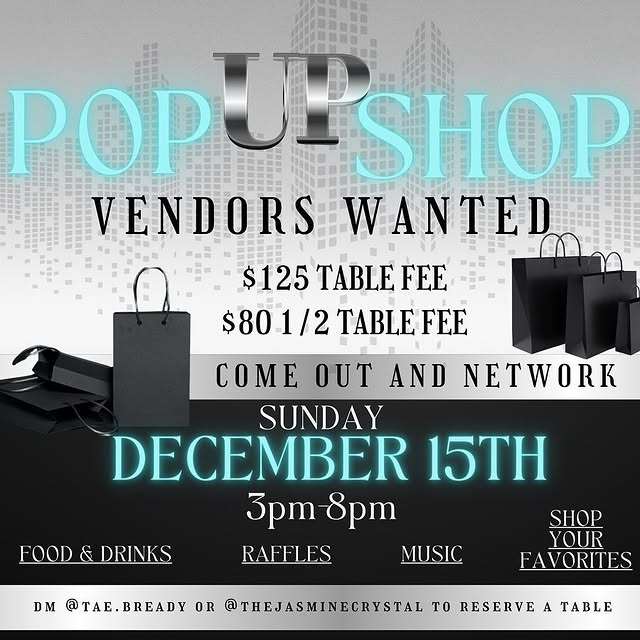 POP UP SHOP
VENDORS WANTED
$125 TABLE FEE
$80 1/2 TABLE FEE
COME OUT AND NETWORK
SUNDAY
DECEMBER 15TH
3pm-8pm
FOOD & DRINKS
RAFFLES
MUSIC
SHOP
YOUR
FAVORITES
DM @TAE.BREADY OR @THEJASMINECRYSTAL TO RESERVE A TABLE